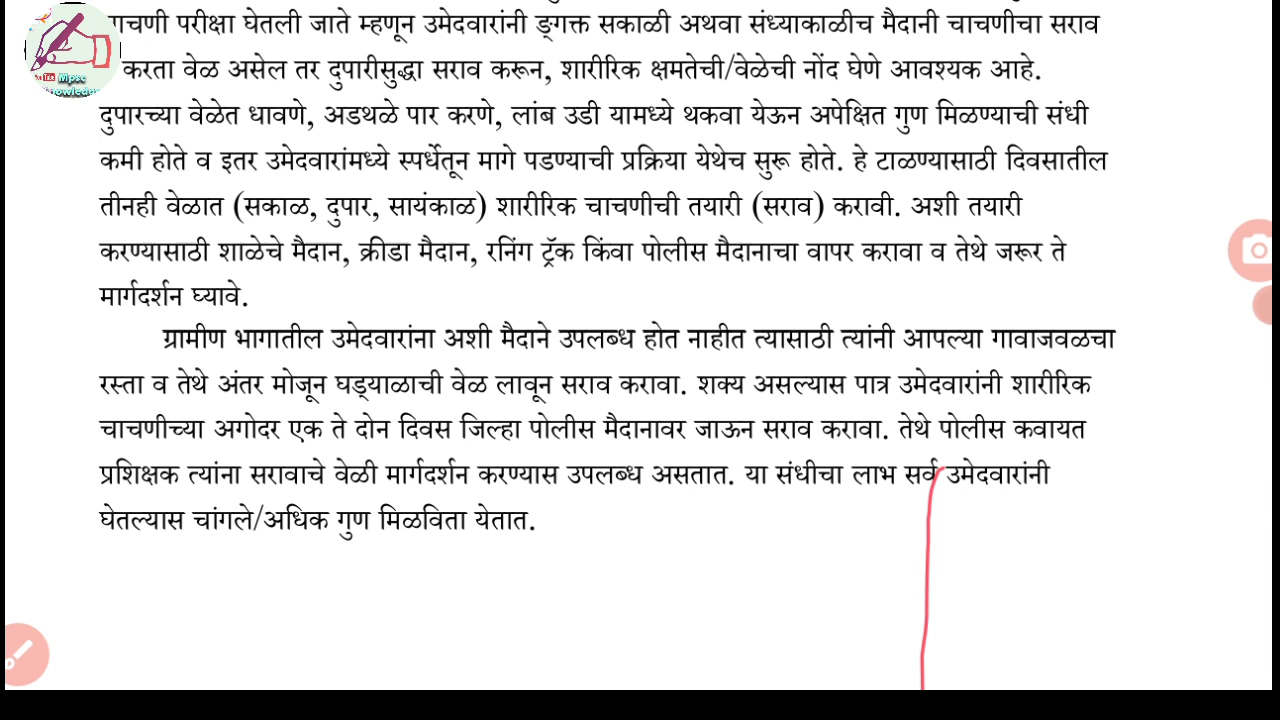 चाचणी परीक्षा घेतली जाते म्हणून उमेदवारांनी ङ्गक्त सकाळी अथवा संध्याकाळीच मैदानी चाचणीचा सराव
करता वेळ असेल तर दुपारीसुद्धा सराव करून, शारीरिक क्षमतेची/वेळेची नोंद घेणे आवश्यक आहे.
दुपारच्या वेळेत धावणे, अडथळे पार करणे, लांब उडी यामध्ये थकवा येऊन अपेक्षित गुण मिळण्याची संधी
कमी होते व इतर उमेदवारांमध्ये स्पर्धेतून मागे पडण्याची प्रक्रिया येथेच सुरू होते. हे टाळण्यासाठी दिवसातील
तीनही वेळात (सकाळ, दुपार, सायंकाळ) शारीरिक चाचणीची तयारी (सराव) करावी. अशी तयारी
करण्यासाठी शाळेचे मैदान, क्रीडा मैदान, रनिंग ट्रॅक किंवा पोलीस मैदानाचा वापर करावा व तेथे जरूर ते
मार्गदर्शन घ्यावे.
ग्रामीण भागातील उमेदवारांना अशी मैदाने उपलब्ध होत नाहीत त्यासाठी त्यांनी आपल्या गावाजवळचा
रस्ता व तेथे अंतर मोजून घड्याळाची वेळ लावून सराव करावा. शक्य असल्यास पात्र उमेदवारांनी शारीरिक
चाचणीच्या अगोदर एक ते दोन दिवस जिल्हा पोलीस मैदानावर जाऊन सराव करावा. तेथे पोलीस कवायत
प्रशिक्षक त्यांना सरावाचे वेळी मार्गदर्शन करण्यास उपलब्ध असतात. या संधीचा लाभ सर्व उमेदवारांनी
घेतल्यास चांगले/अधिक गुण मिळविता येतात.
You Tube Mpsc
Knowledge